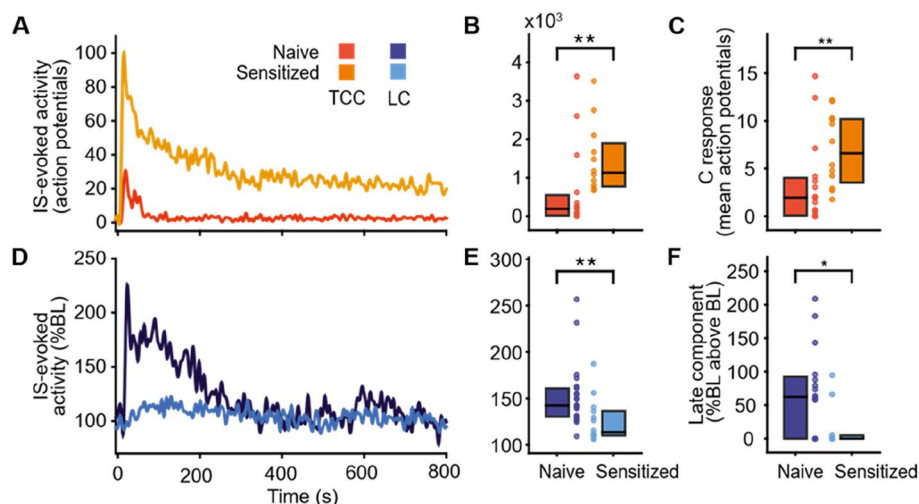 A
IS-evoked activity
(action potentials)
100
80
60
40
20
0
Naive
Sensitized
TCC LC
B
x10³
4
3
2
1
0
**
C
C response
(mean action potentials)
15
10
5
0
**
D
IS-evoked
activity (%BL)
250
200
150
100
0 200 400 600 800
Time (s)
E
300
250
200
150
100
**
Naive Sensitized
F
Late component
(%BL above BL)
250
200
150
100
50
0
*
Naive Sensitized